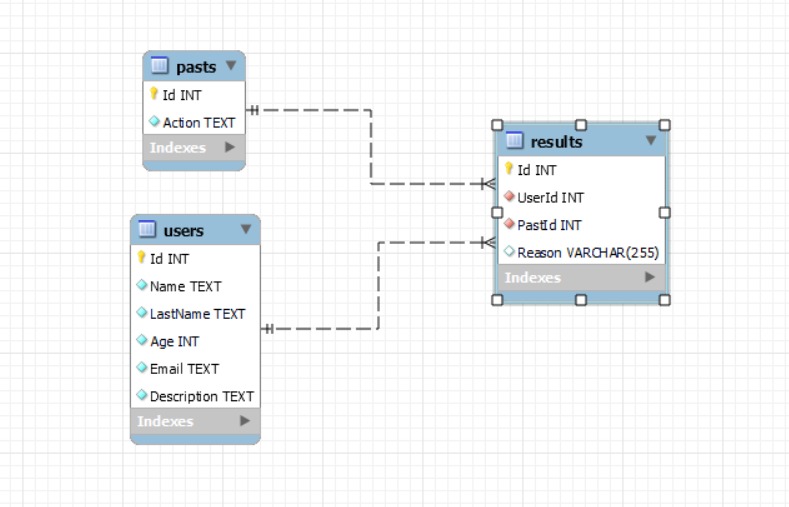 pasts
Id INT
Action TEXT
Indexes
users
Id INT
Name TEXT
LastName TEXT
Age INT
Email TEXT
Description TEXT
Indexes
results
Id INT
UserId INT
PastId INT
Reason VARCHAR(255)
Indexes